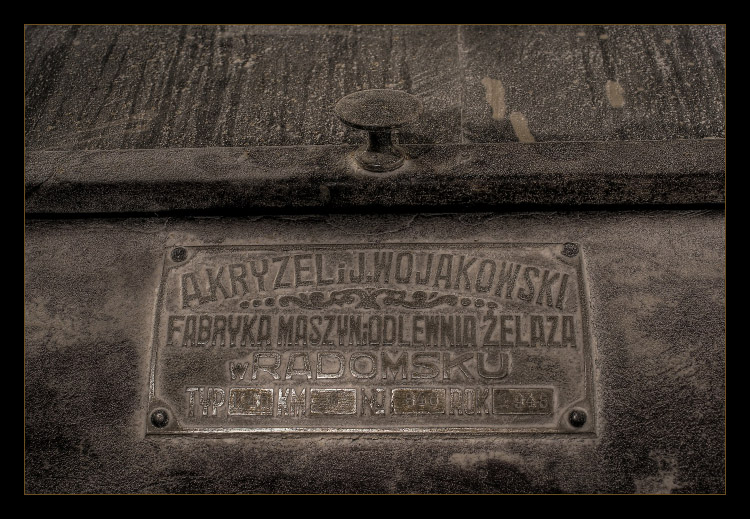 A.KRYZEL i J.WOJAKOWSKI
FABRYKA MASZYN i ODLEWNIA ŻELAZA
w RADOMSKU
TYP KM № ROK